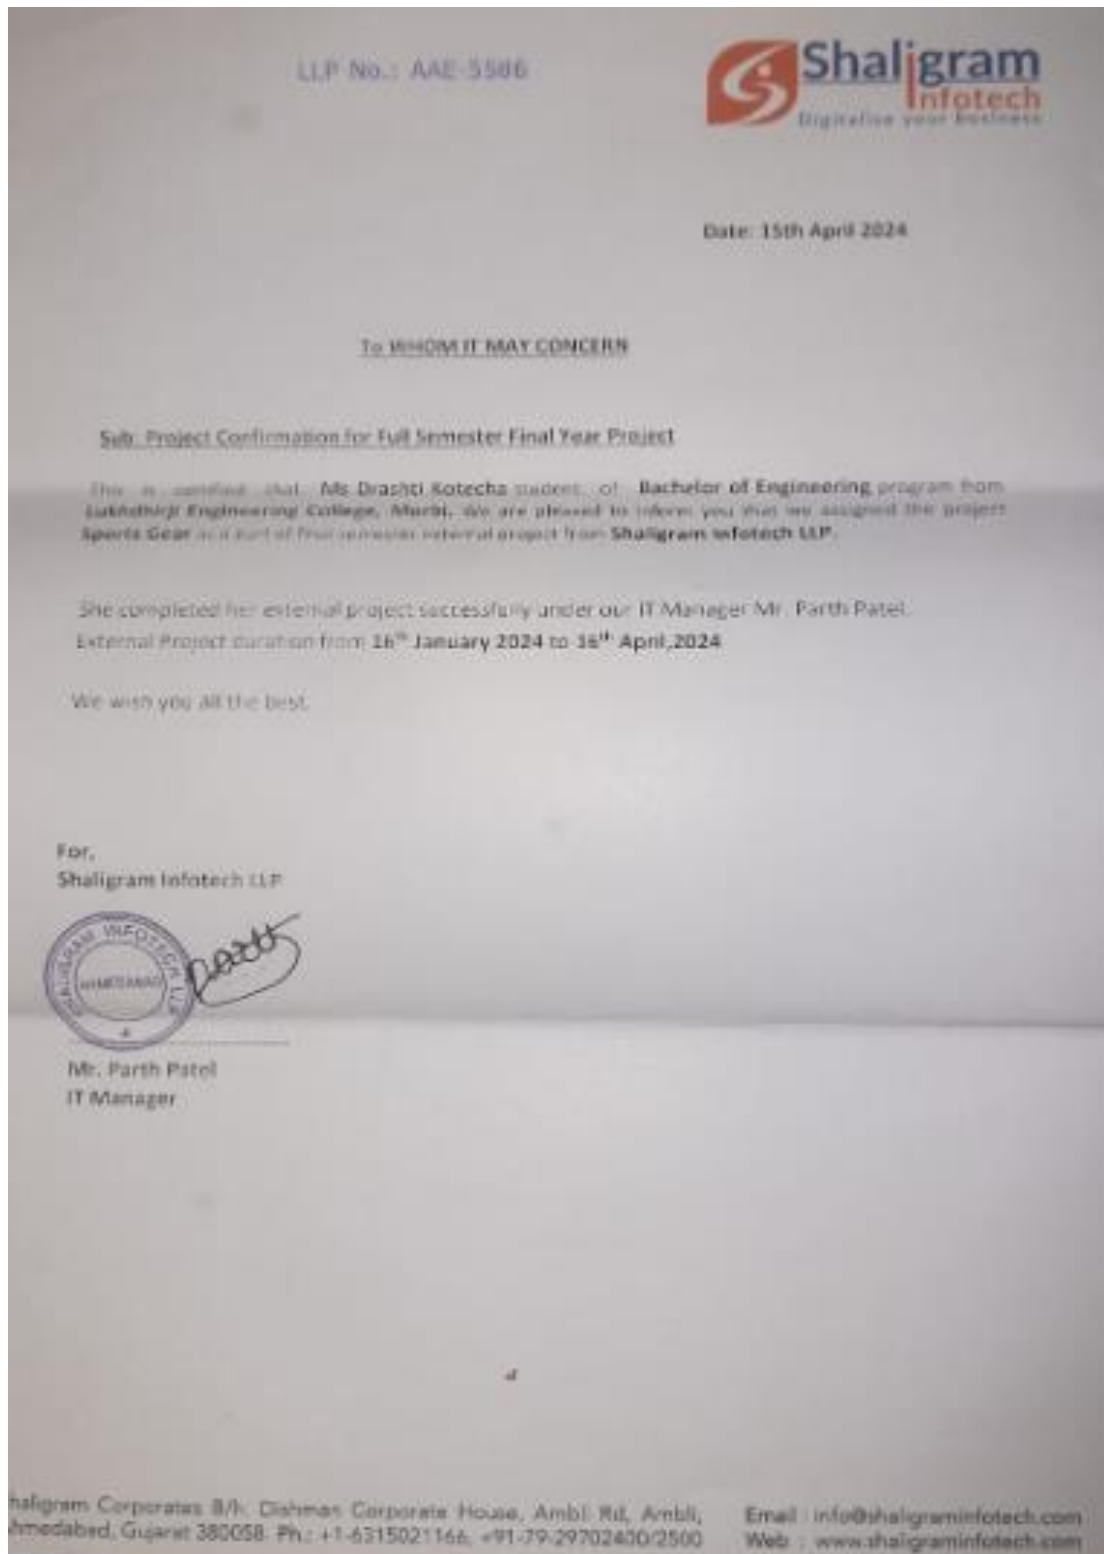 LLP No.: AAE-5586
Shaligram
Infotech
Digitalise your business
Date: 15th April 2024
To WHOM IT MAY CONCERN
Sub: Project Confirmation for Full Semester Final Year Project
This is certified that Ms Drashti Kotecha student of Bachelor of Engineering program from
Lukhdhirji Engineering College, Morbi, We are pleased to inform you that we assigned the project
Sports Gear as a part of final semester external project from Shaligram Infotech LLP.
She completed her external project successfully under our IT Manager Mr. Parth Patel.
External Project duration from 16th January 2024 to 16th April,2024
We wish you all the best.
For,
Shaligram Infotech LLP
SHALIGRAM INFOTECH LLP
AHMEDABAD
Parth
Mr. Parth Patel
IT Manager
haligram Corporates B/h. Dishman Corporate House, Ambli Rd, Ambli,
hmedabad, Gujarat 380058. Ph.: +1-6315021166, +91-79-29702400/2500
Email : info@shaligraminfotech.com
Web : www.shaligraminfotech.com